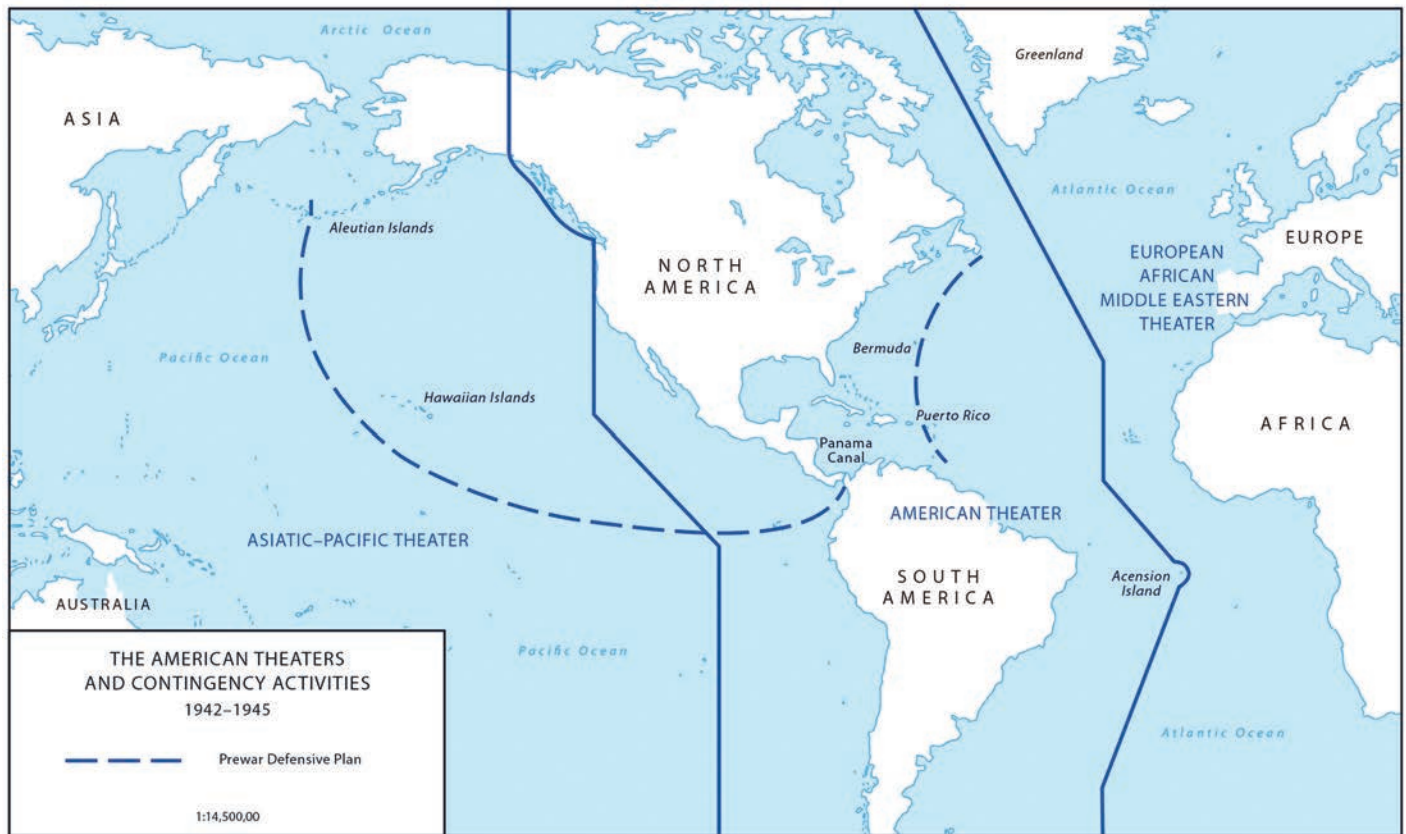 Arctic Ocean
Greenland
ASIA
Atlantic Ocean
Aleutian Islands
EUROPE
NORTH
AMERICA
EUROPEAN
AFRICAN
MIDDLE EASTERN
THEATER
Pacific Ocean
Bermuda
Hawaiian Islands
Puerto Rico
AFRICA
Panama
Canal
AMERICAN THEATER
ASIATIC–PACIFIC THEATER
SOUTH
AMERICA
Acension
Island
AUSTRALIA
Pacific Ocean
Atlantic Ocean
THE AMERICAN THEATERS
AND CONTINGENCY ACTIVITIES
1942–1945
Prewar Defensive Plan
1:14,500,00